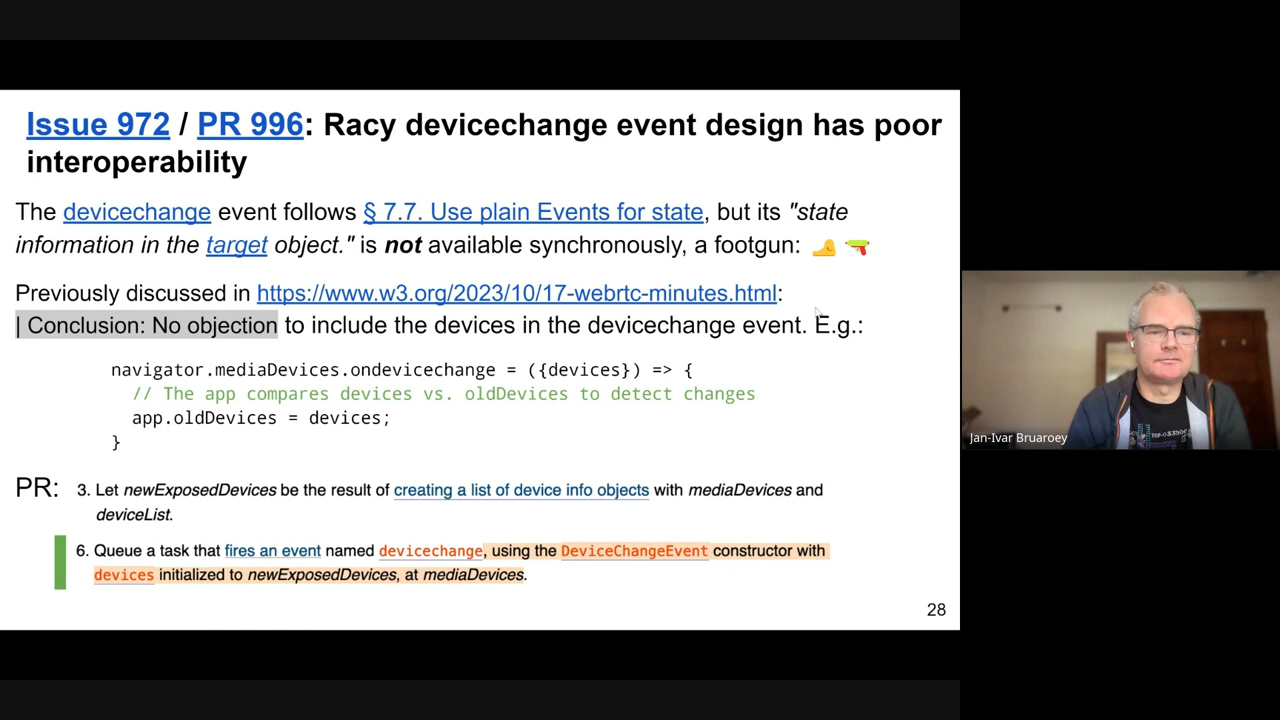 Issue 972 / PR 996: Racy devicechange event design has poor
interoperability
The devicechange event follows § 7.7. Use plain Events for state, but its "state
information in the target object." is not available synchronously, a footgun: 🦶🔫
Previously discussed in https://www.w3.org/2023/10/17-webrtc-minutes.html:
| Conclusion: No objection to include the devices in the devicechange event. E.g.:
navigator.mediaDevices.ondevicechange = ({devices}) => {
// The app compares devices vs. oldDevices to detect changes
app.oldDevices = devices;
}
PR: 3. Let newExposedDevices be the result of creating a list of device info objects with mediaDevices and
deviceList.
6. Queue a task that fires an event named devicechange, using the DeviceChangeEvent constructor with
devices initialized to newExposedDevices, at mediaDevices.
28
Jan-Ivar Bruaroey